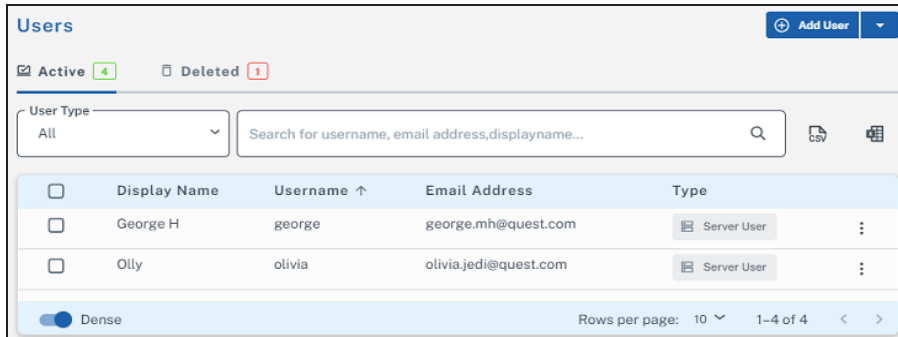 Users
Add User
Active 4 Deleted 1
User Type
All
Search for username, email address,displayname...
CSV
Display Name Username ↑ Email Address Type
George H george george.mh@quest.com Server User
Olly olivia olivia.jedi@quest.com Server User
Dense Rows per page: 10 1–4 of 4